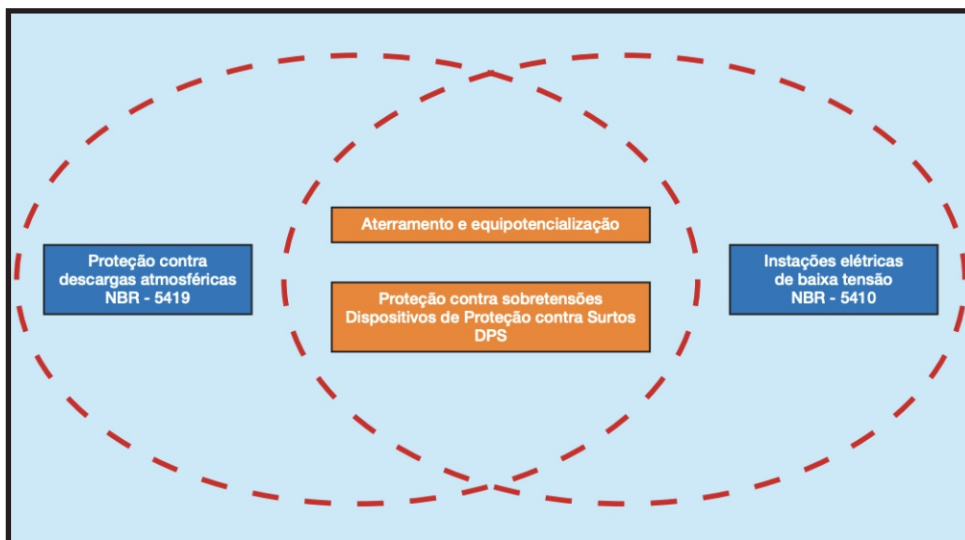 Aterramento e equipotencialização
Proteção contra
descargas atmosféricas
NBR - 5419
Proteção contra sobretensões
Dispositivos de Proteção contra Surtos
DPS
Instações elétricas
de baixa tensão
NBR - 5410